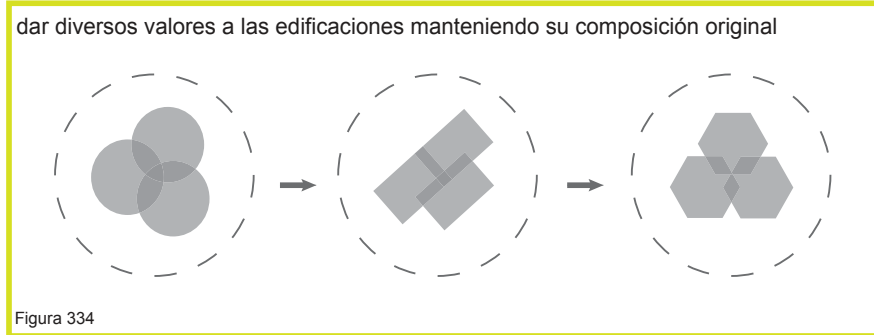 dar diversos valores a las edificaciones manteniendo su composición original
Figura 334